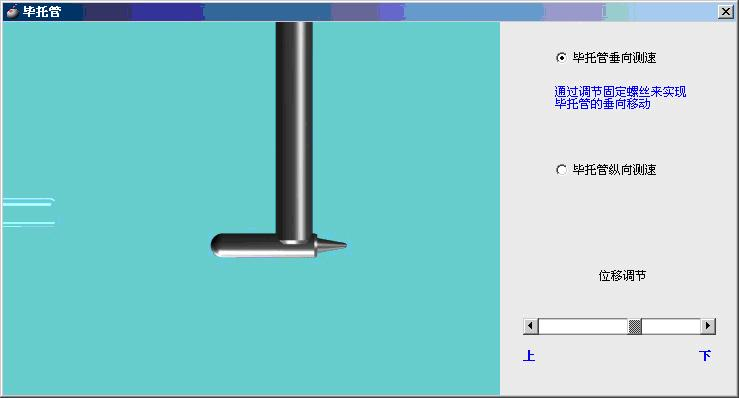 毕托管
毕托管垂向测速
通过调节固定螺丝来实现
毕托管的垂向移动
毕托管纵向测速
位移调节
上
下